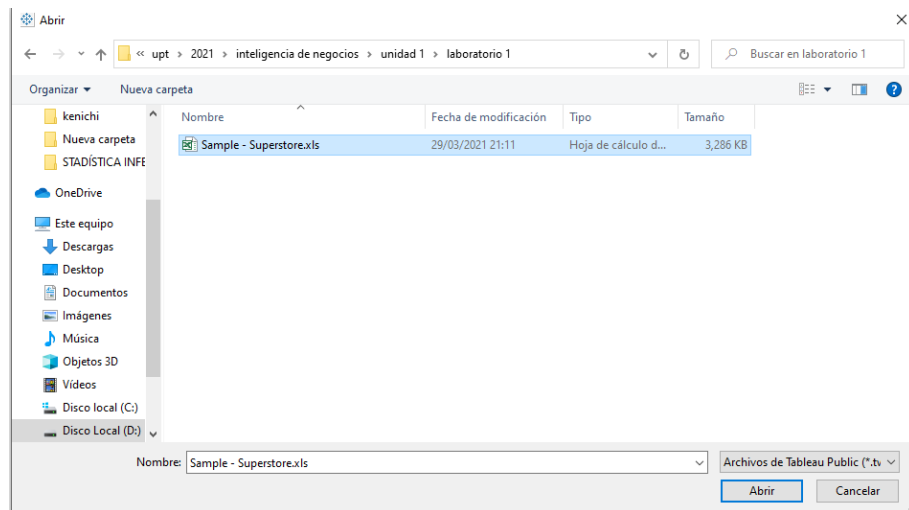 Abrir
« upt > 2021 > inteligencia de negocios > unidad 1 > laboratorio 1
Buscar en laboratorio 1
Organizar
Nueva carpeta
Nombre
Fecha de modificación
Tipo
Tamaño
Sample - Superstore.xls
29/03/2021 21:11
Hoja de cálculo d...
3,286 KB
kenichi
Nueva carpeta
STADÍSTICA INFE
OneDrive
Este equipo
Descargas
Desktop
Documentos
Imágenes
Música
Objetos 3D
Vídeos
Disco local (C:)
Disco Local (D:)
Nombre:
Sample - Superstore.xls
Archivos de Tableau Public (*.tv
Abrir
Cancelar